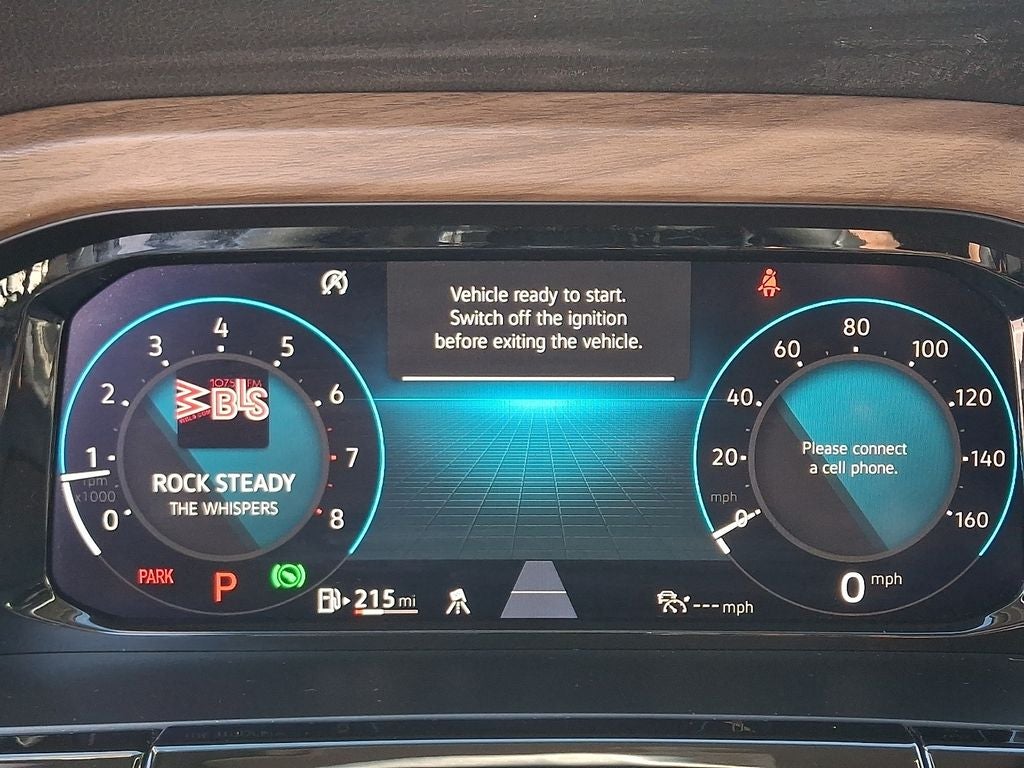 Vehicle ready to start.
Switch off the ignition
before exiting the vehicle.
0
1
2
3
4
5
6
7
8
rpm
x1000
107.5 FM
WBLS
ROCK STEADY
THE WHISPERS
PARK
P
215 mi
0
20
40
60
80
100
120
140
160
mph
Please connect
a cell phone.
0 mph
--- mph